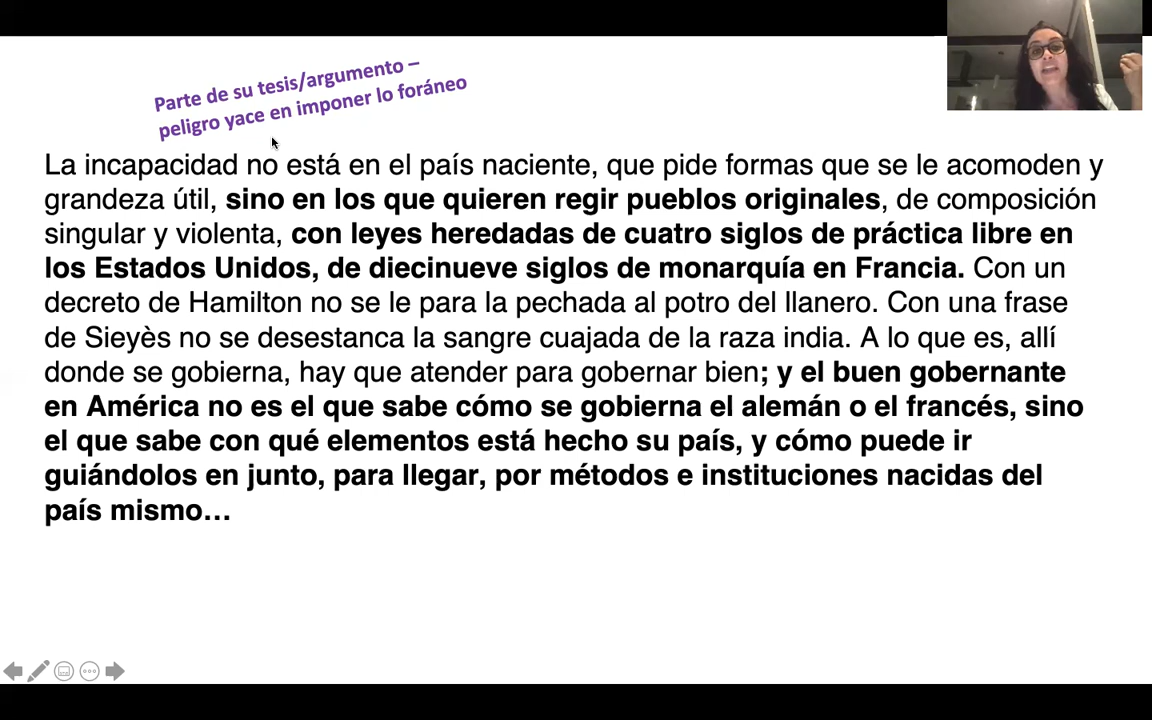 Parte de su tesis/argumento –
peligro yace en imponer lo foráneo
La incapacidad no está en el país naciente, que pide formas que se le acomoden y
grandeza útil, sino en los que quieren regir pueblos originales, de composición
singular y violenta, con leyes heredadas de cuatro siglos de práctica libre en
los Estados Unidos, de diecinueve siglos de monarquía en Francia. Con un
decreto de Hamilton no se le para la pechada al potro del llanero. Con una frase
de Sieyès no se desestanca la sangre cuajada de la raza india. A lo que es, allí
donde se gobierna, hay que atender para gobernar bien; y el buen gobernante
en América no es el que sabe cómo se gobierna el alemán o el francés, sino
el que sabe con qué elementos está hecho su país, y cómo puede ir
guiándolos en junto, para llegar, por métodos e instituciones nacidas del
país mismo…